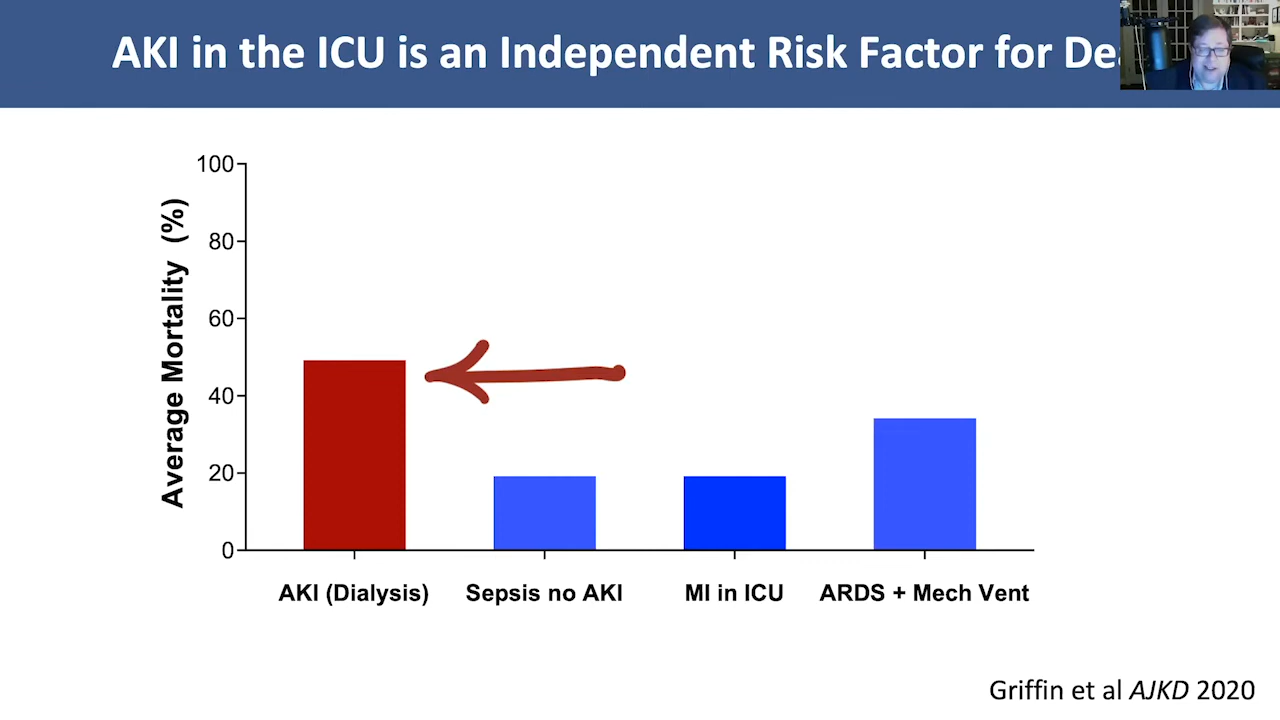 AKI in the ICU is an Independent Risk Factor for
100
80
60
40
20
0
Average Mortality (%)
AKI (Dialysis)
Sepsis no AKI
MI in ICU
ARDS + Mech Vent
Griffin et al AJKD 2020